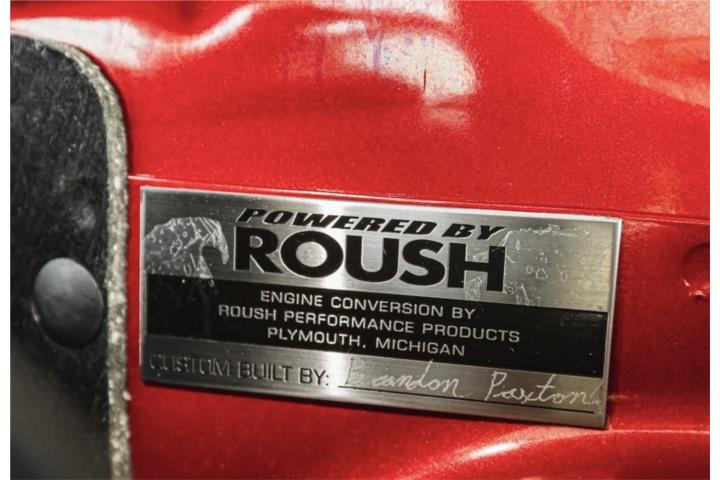 POWERED BY
ROUSH
ENGINE CONVERSION BY
ROUSH PERFORMANCE PRODUCTS
PLYMOUTH, MICHIGAN
CUSTOM BUILT BY: Brandon Paxton